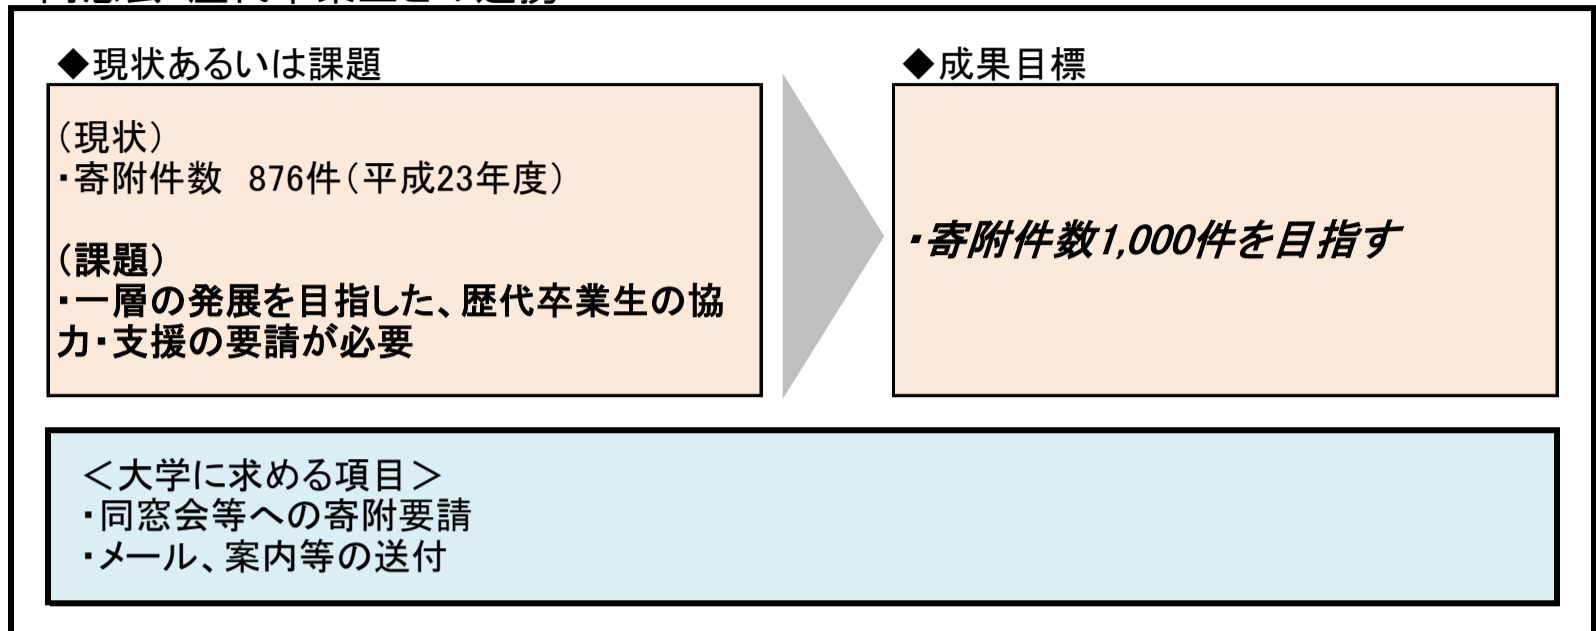 ◆現状あるいは課題
(現状)
・寄附件数 876件(平成23年度)
(課題)
・一層の発展を目指した、歴代卒業生の協
力・支援の要請が必要
◆成果目標
・寄附件数1,000件を目指す
<大学に求める項目>
・同窓会等への寄附要請
・メール、案内等の送付